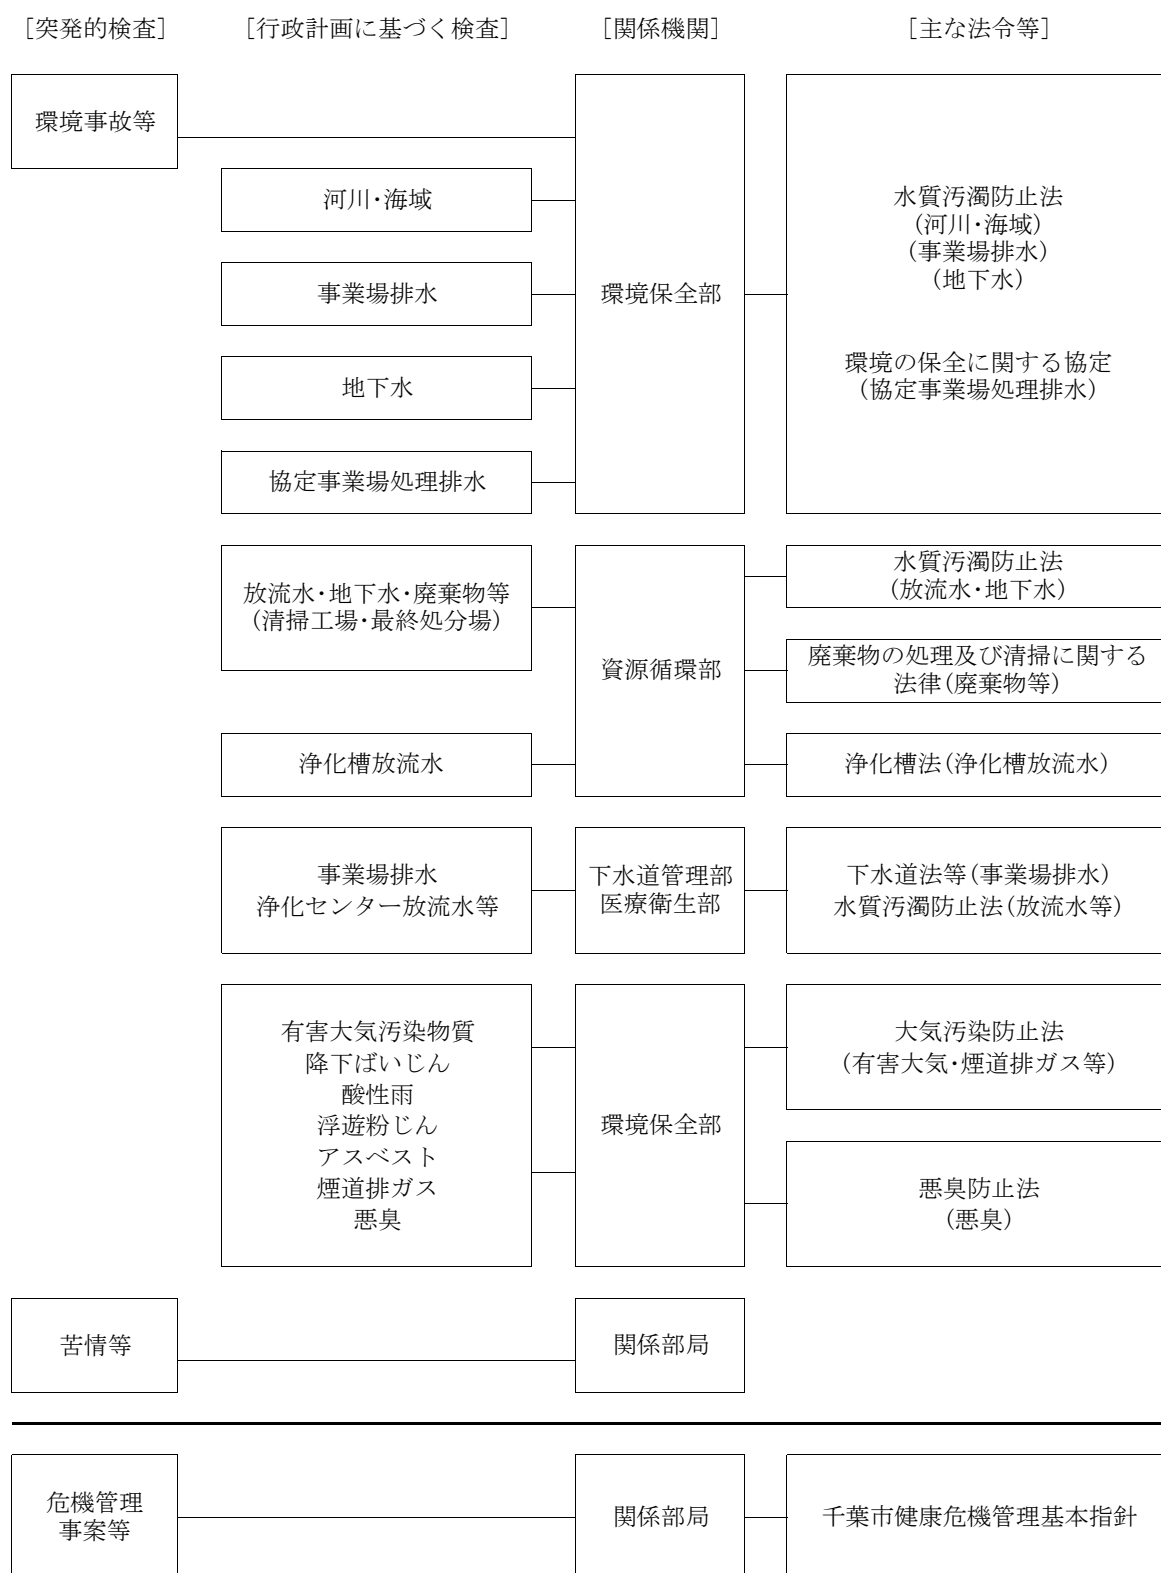 ［突発的検査］　［行政計画に基づく検査］　［関係機関］　［主な法令等］
環境事故等
河川・海域
事業場排水
地下水
協定事業場処理排水
環境保全部
水質汚濁防止法
（河川・海域）
（事業場排水）
（地下水）
環境の保全に関する協定
（協定事業場処理排水）
放流水・地下水・廃棄物等
（清掃工場・最終処分場）
浄化槽放流水
資源循環部
水質汚濁防止法
（放流水・地下水）
廃棄物の処理及び清掃に関する
法律（廃棄物等）
浄化槽法（浄化槽放流水）
事業場排水
浄化センター放流水等
下水道管理部
医療衛生部
下水道法等（事業場排水）
水質汚濁防止法（放流水等）
有害大気汚染物質
降下ばいじん
酸性雨
浮遊粉じん
アスベスト
煙道排ガス
悪臭
環境保全部
大気汚染防止法
（有害大気・煙道排ガス等）
悪臭防止法
（悪臭）
苦情等
関係部局
危機管理
事案等
関係部局
千葉市健康危機管理基本指針